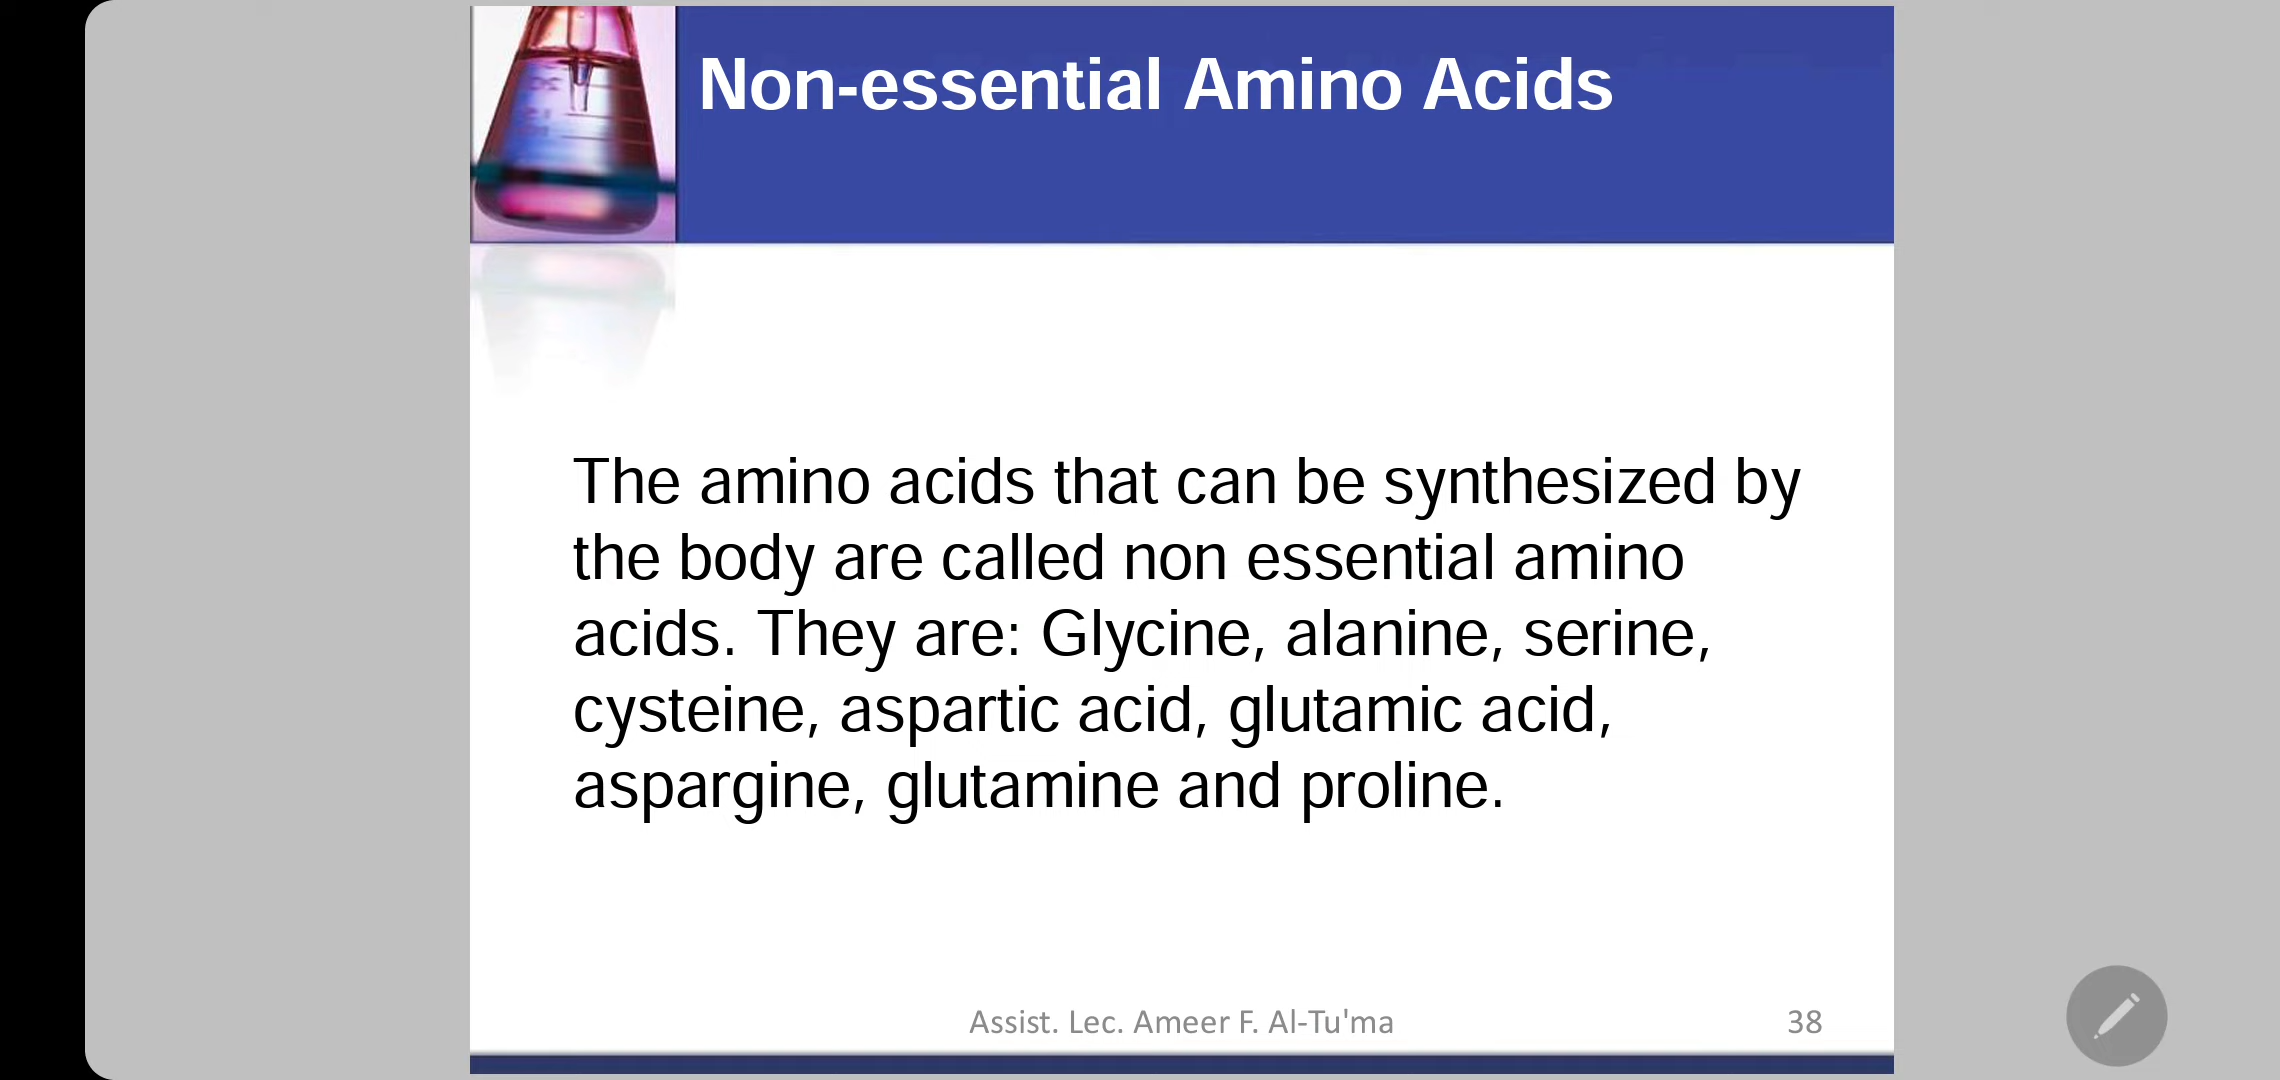 Non-essential Amino Acids
The amino acids that can be synthesized by
the body are called non essential amino
acids. They are: Glycine, alanine, serine,
cysteine, aspartic acid, glutamic acid,
aspargine, glutamine and proline.
Assist. Lec. Ameer F. Al-Tu'ma
38